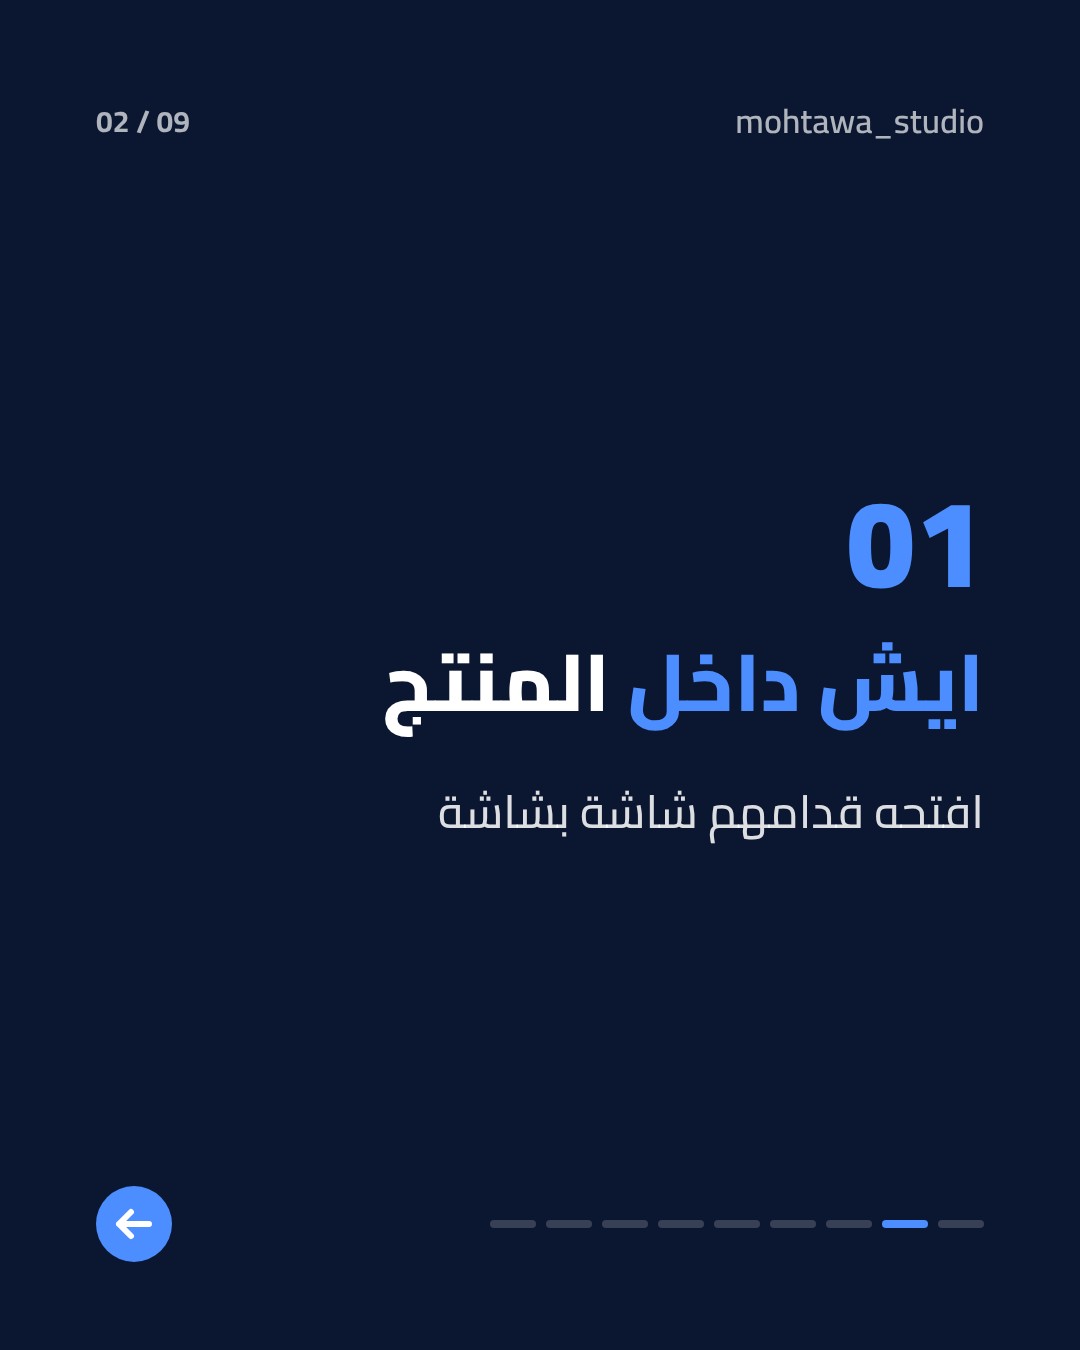 mohtawa_studio
02 / 09
01
ايش داخل المنتج
افتحه قدامهم شاشة بشاشة